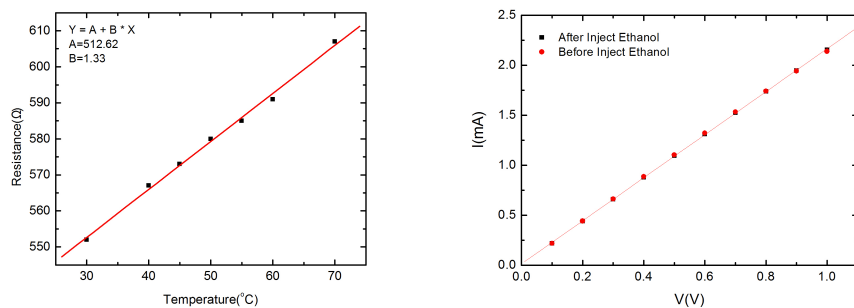 Y = A + B * X
A=512.62
B=1.33
610
600
590
580
570
560
550
30
40
50
60
70
Resistance(Ω)
Temperature(°C)
After Inject Ethanol
Before Inject Ethanol
2.5
2.0
1.5
1.0
0.5
0.0
0.0
0.2
0.4
0.6
0.8
1.0
I(mA)
V(V)